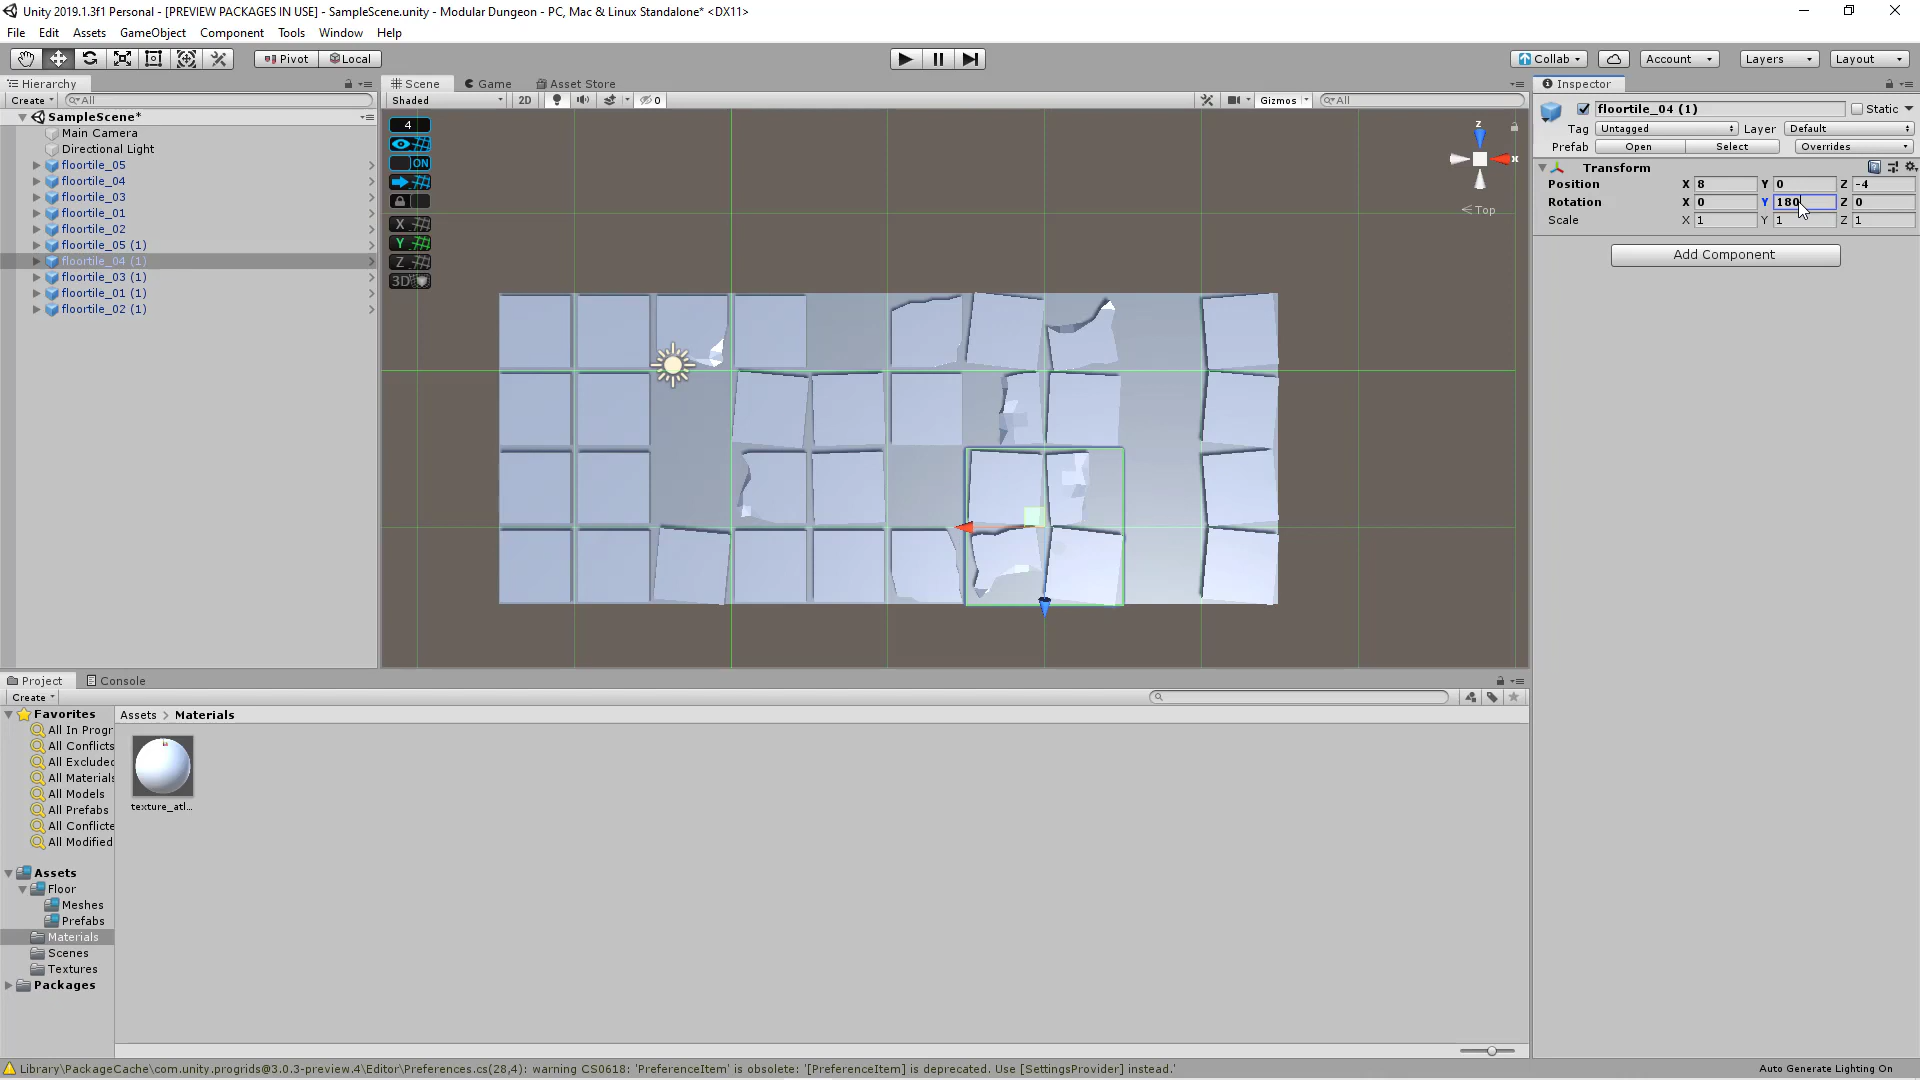 Unity 2019.1.3f1 Personal - [PREVIEW PACKAGES IN USE] - SampleScene.unity - Modular Dungeon - PC, Mac & Linux Standalone* <DX11>
File Edit Assets GameObject Component Tools Window Help
Pivot Local Collab Account Layers Layout
Hierarchy
Create All
SampleScene*
Main Camera
Directional Light
floortile_05
floortile_04
floortile_03
floortile_01
floortile_02
floortile_05 (1)
floortile_04 (1)
floortile_03 (1)
floortile_01 (1)
floortile_02 (1)
Scene Game Asset Store
Shaded 2D 0 Gizmos All
4
ON
X
Y
Z
3D
z
x
Top
Inspector
floortile_04 (1) Static
Tag Untagged Layer Default
Prefab Open Select Overrides
Transform
Position X 8 Y 0 Z -4
Rotation X 0 Y 180 Z 0
Scale X 1 Y 1 Z 1
Add Component
Project Console
Create
Favorites
All In Progr
All Conflicts
All Excluded
All Materials
All Models
All Prefabs
All Conflicte
All Modified
Assets
Floor
Meshes
Prefabs
Materials
Scenes
Textures
Packages
Assets > Materials
texture_atl...
Library\PackageCache\com.unity.progrids@3.0.3-preview.4\Editor\Preferences.cs(28,4): warning CS0618: 'PreferenceItem' is obsolete: '[PreferenceItem] is deprecated. Use [SettingsProvider] instead.'
Auto Generate Lighting On